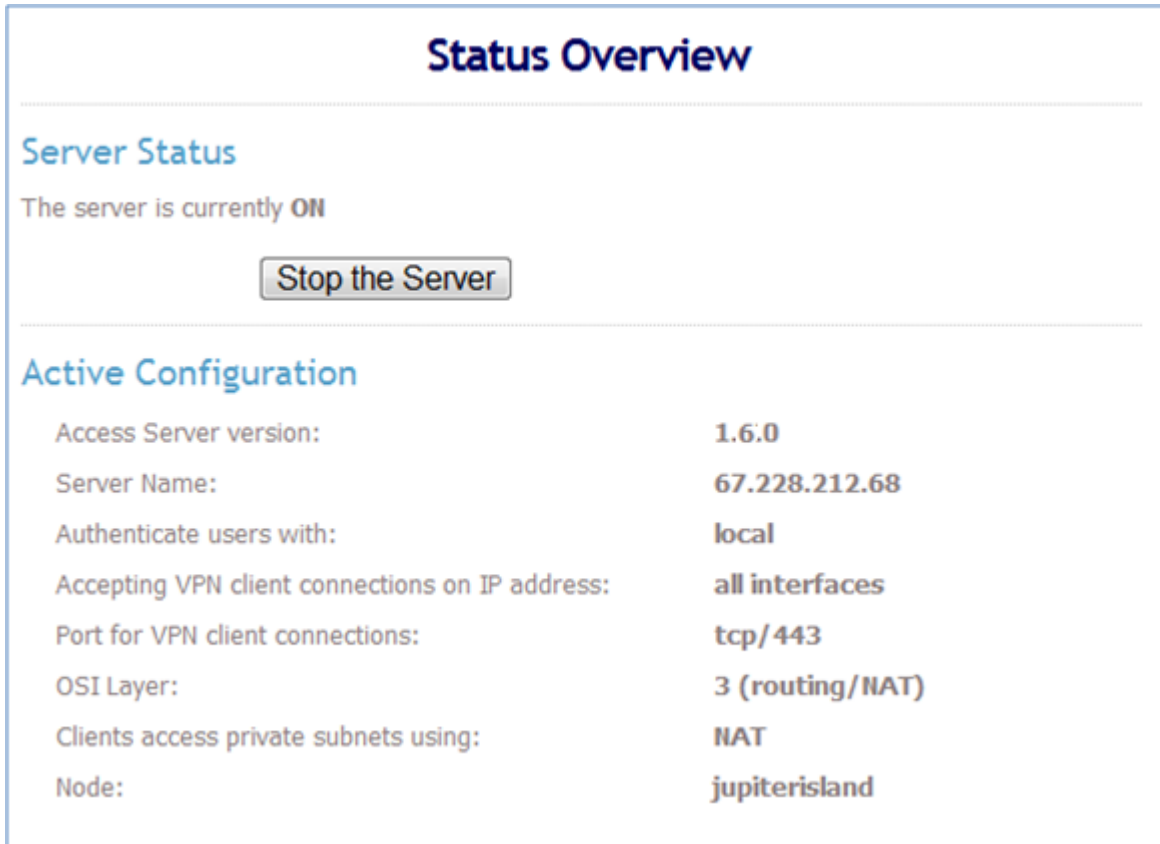 Status Overview
Server Status
The server is currently ON
Stop the Server
Active Configuration
Access Server version: 1.6.0
Server Name: 67.228.212.68
Authenticate users with: local
Accepting VPN client connections on IP address: all interfaces
Port for VPN client connections: tcp/443
OSI Layer: 3 (routing/NAT)
Clients access private subnets using: NAT
Node: jupiterisland